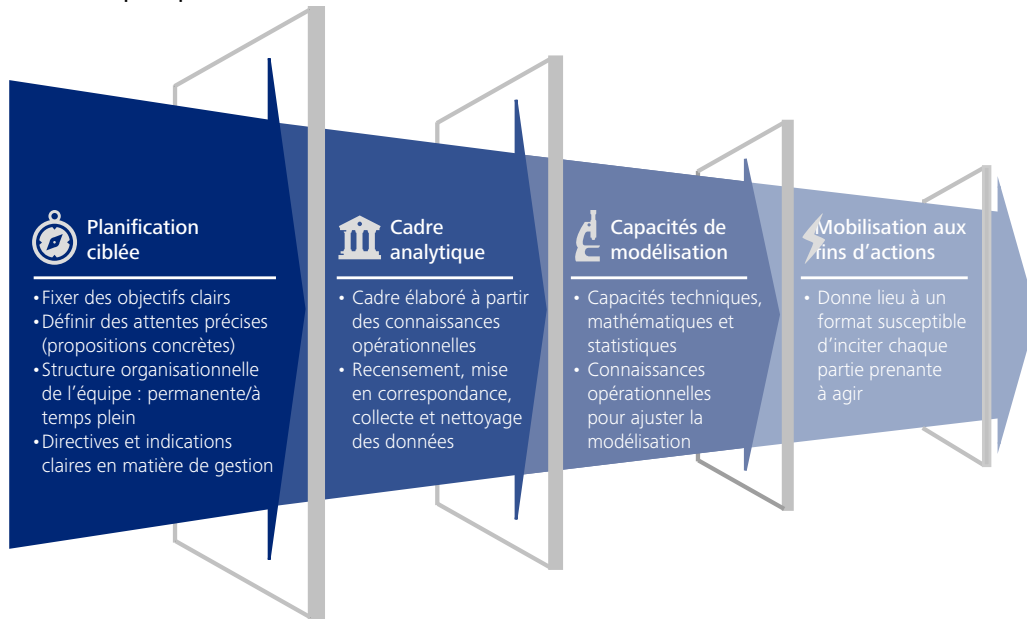 Planification
ciblée
• Fixer des objectifs clairs
• Définir des attentes précises
(propositions concrètes)
• Structure organisationnelle
de l’équipe : permanente/à
temps plein
• Directives et indications
claires en matière de gestion
Cadre
analytique
• Cadre élaboré à partir
des connaissances
opérationnelles
• Recensement, mise
en correspondance,
collecte et nettoyage
des données
Capacités de
modélisation
• Capacités techniques,
mathématiques et
statistiques
• Connaissances
opérationnelles
pour ajuster la
modélisation
Mobilisation aux
fins d’actions
• Donne lieu à un
format susceptible
d’inciter chaque
partie prenante
à agir